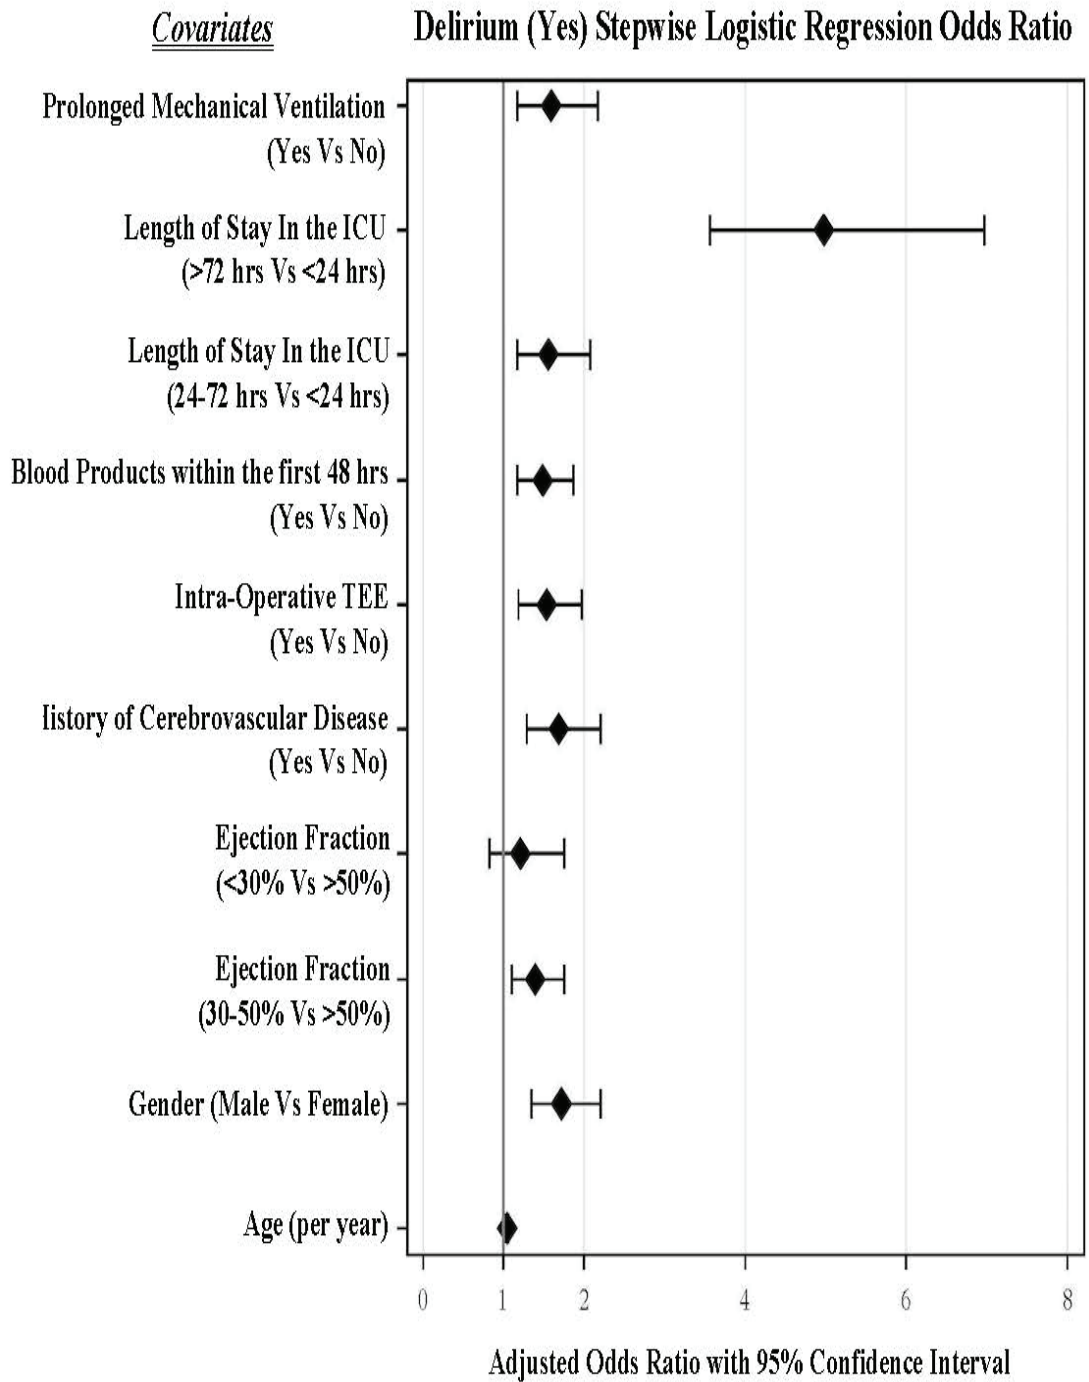 Covariates
Delirium (Yes) Stepwise Logistic Regression Odds Ratio
Prolonged Mechanical Ventilation
(Yes Vs No)
Length of Stay In the ICU
(>72 hrs Vs <24 hrs)
Length of Stay In the ICU
(24-72 hrs Vs <24 hrs)
Blood Products within the first 48 hrs
(Yes Vs No)
Intra-Operative TEE
(Yes Vs No)
of Cerebrovascular Disease
(Yes Vs No)
Ejection Fraction
(<30% Vs >50%)
Ejection Fraction
(30-50% Vs >50%)
Gender (Male Vs Female)
Age (per year)
0 1 2 4 6 8
Adjusted Odds Ratio with 95% Confidence Interval